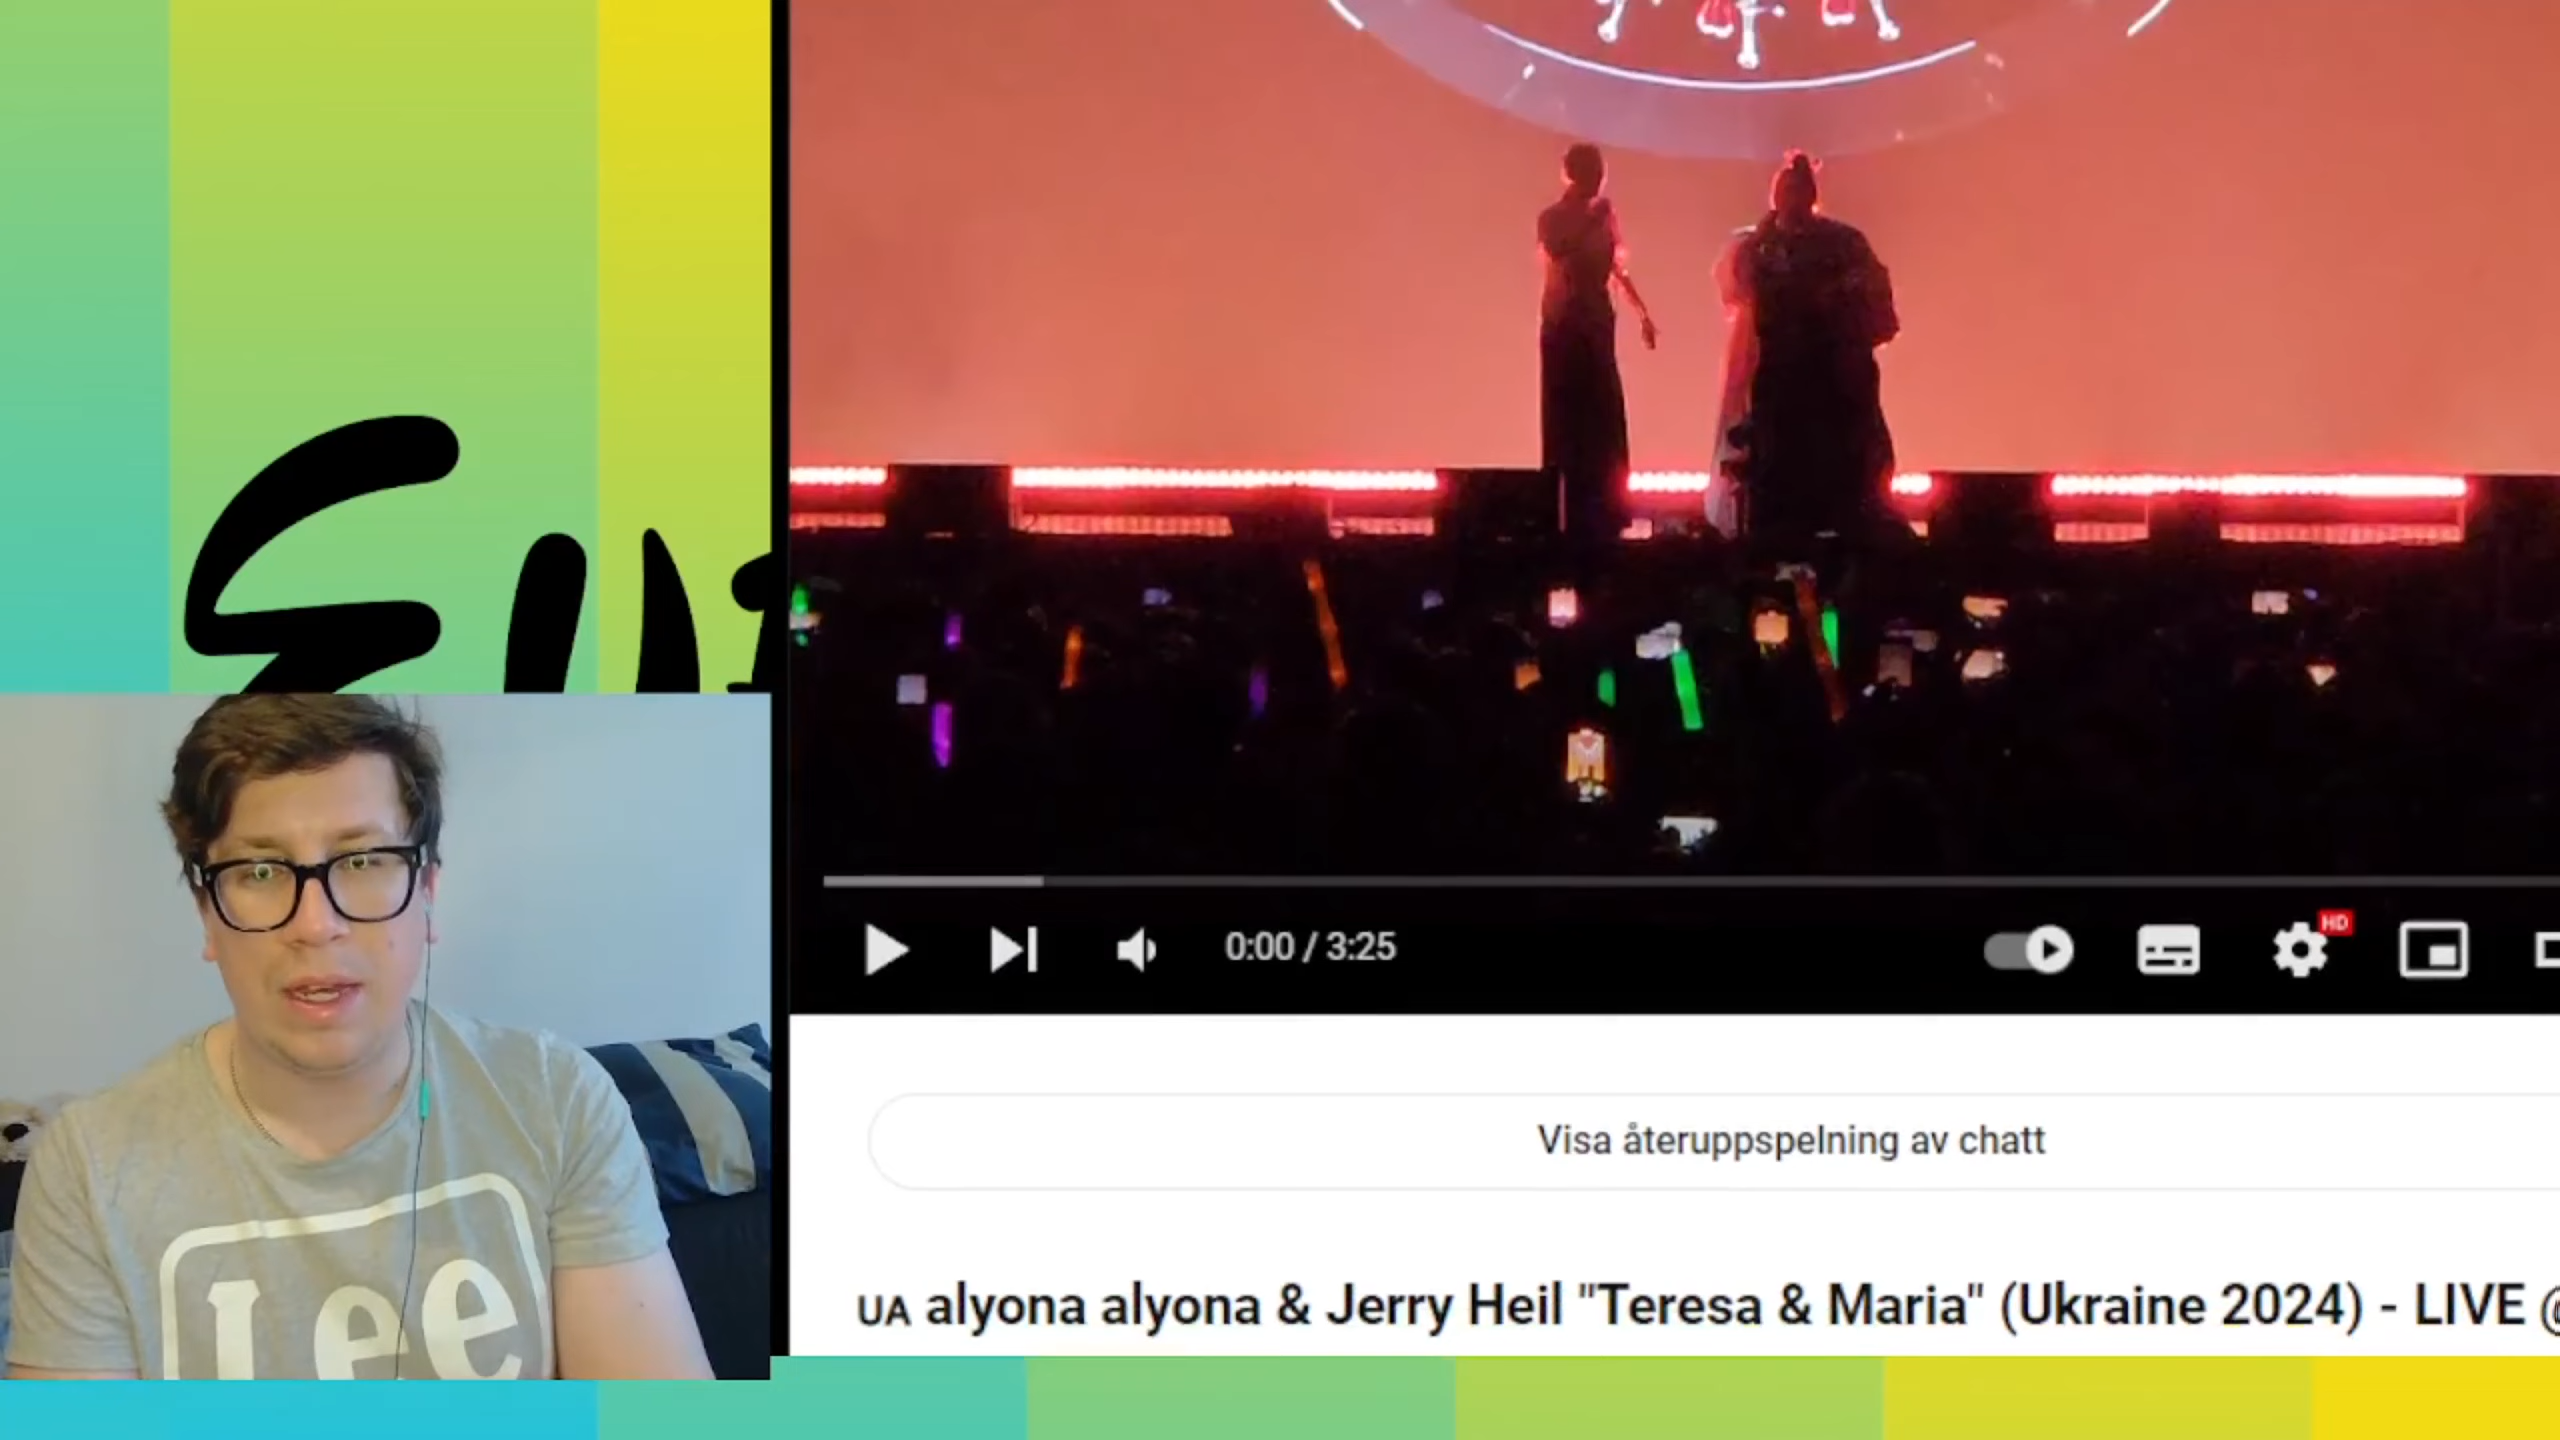 HD
0:00 / 3:25
Visa återuppspelning av chatt
UA alyona alyona & Jerry Heil "Teresa & Maria" (Ukraine 2024) - LIVE @
Lee